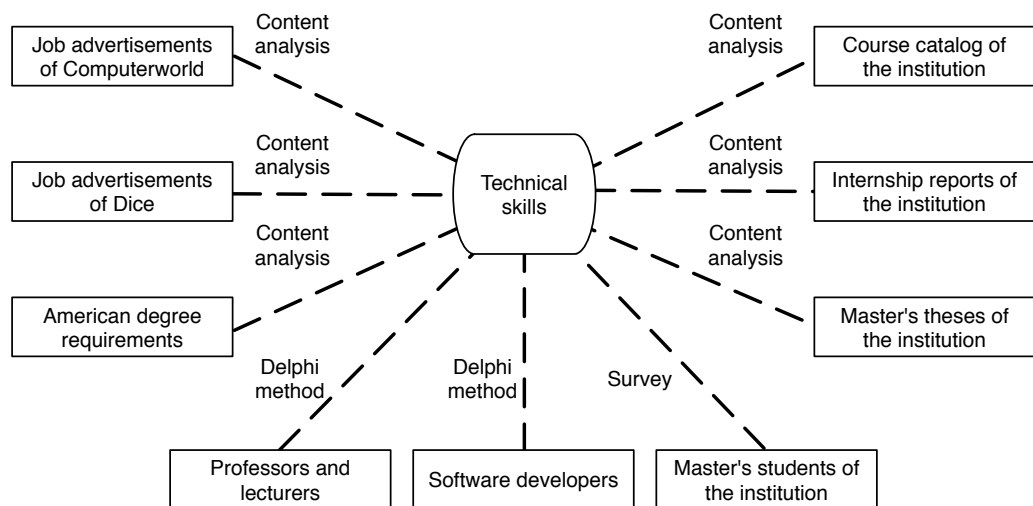 Content
analysis
Job advertisements
of Computerworld
Content
analysis
Course catalog of
the institution
Content
analysis
Job advertisements
of Dice
Technical
skills
Content
analysis
Internship reports of
the institution
Content
analysis
American degree
requirements
Content
analysis
Master's theses of
the institution
Delphi
method
Delphi
method
Survey
Professors and
lecturers
Software developers
Master's students of
the institution